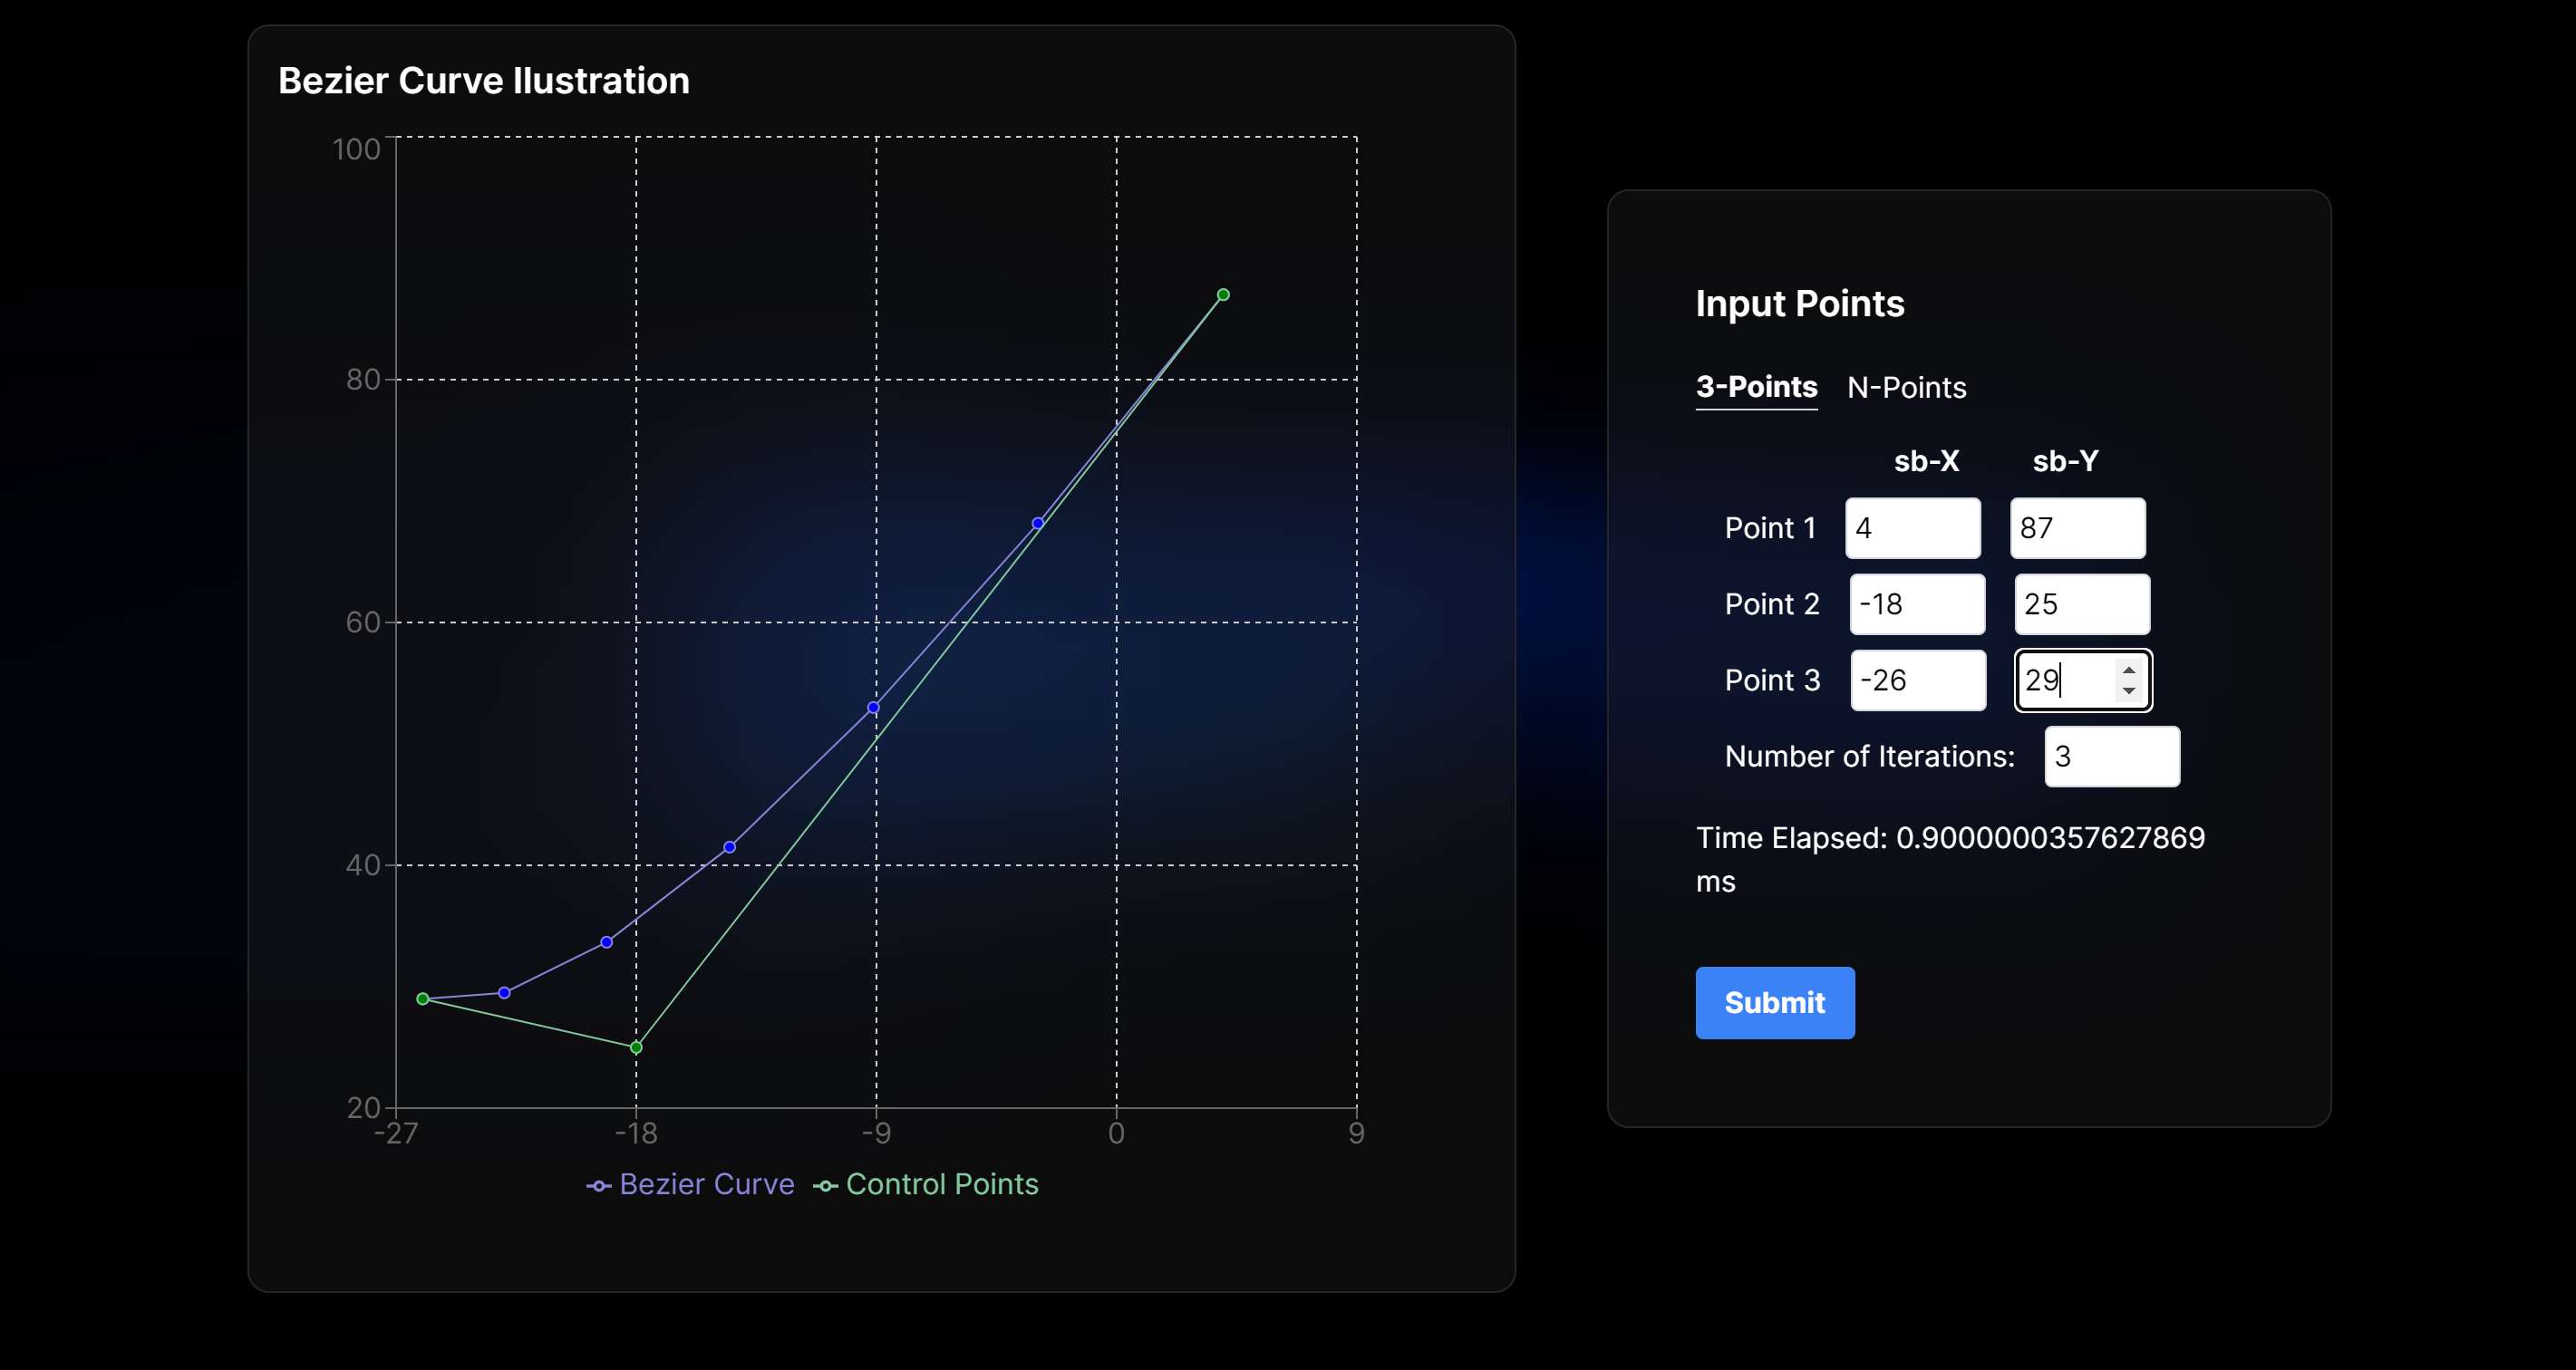 Bezier Curve Ilustration
100
80
60
40
20
-27 -18 -9 0 9
Bezier Curve Control Points
Input Points
3-Points N-Points
sb-X sb-Y
Point 1 4 87
Point 2 -18 25
Point 3 -26 29
Number of Iterations: 3
Time Elapsed: 0.9000000357627869
ms
Submit